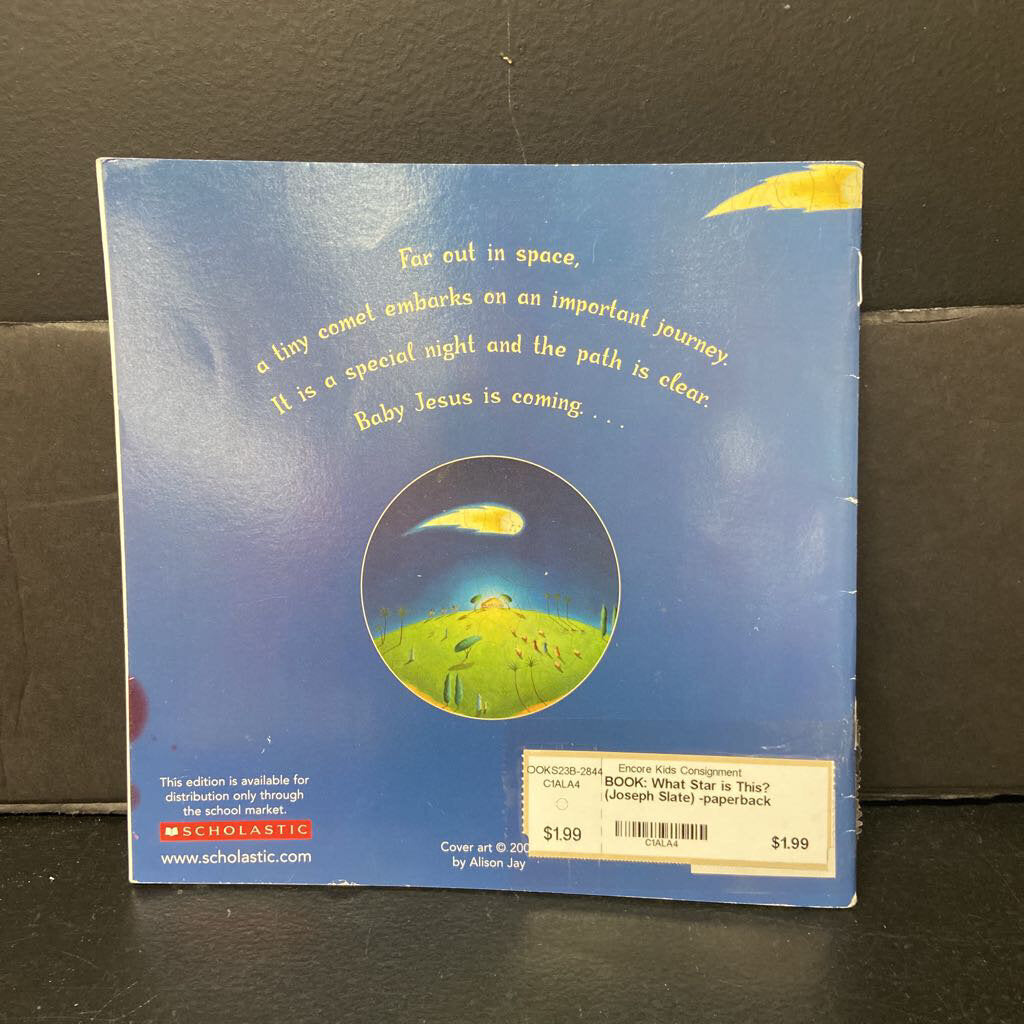 Far out in space,
a tiny comet embarks on an important journey.
It is a special night and the path is clear.
Baby Jesus is coming. . . .
This edition is available for
distribution only through
the school market.
SCHOLASTIC
www.scholastic.com
Cover art © 200
by Alison Jay
OOKS23B-2844
C1ALA4
$1.99
Encore Kids Consignment
BOOK: What Star is This?
(Joseph Slate) -paperback
C1ALA4
$1.99